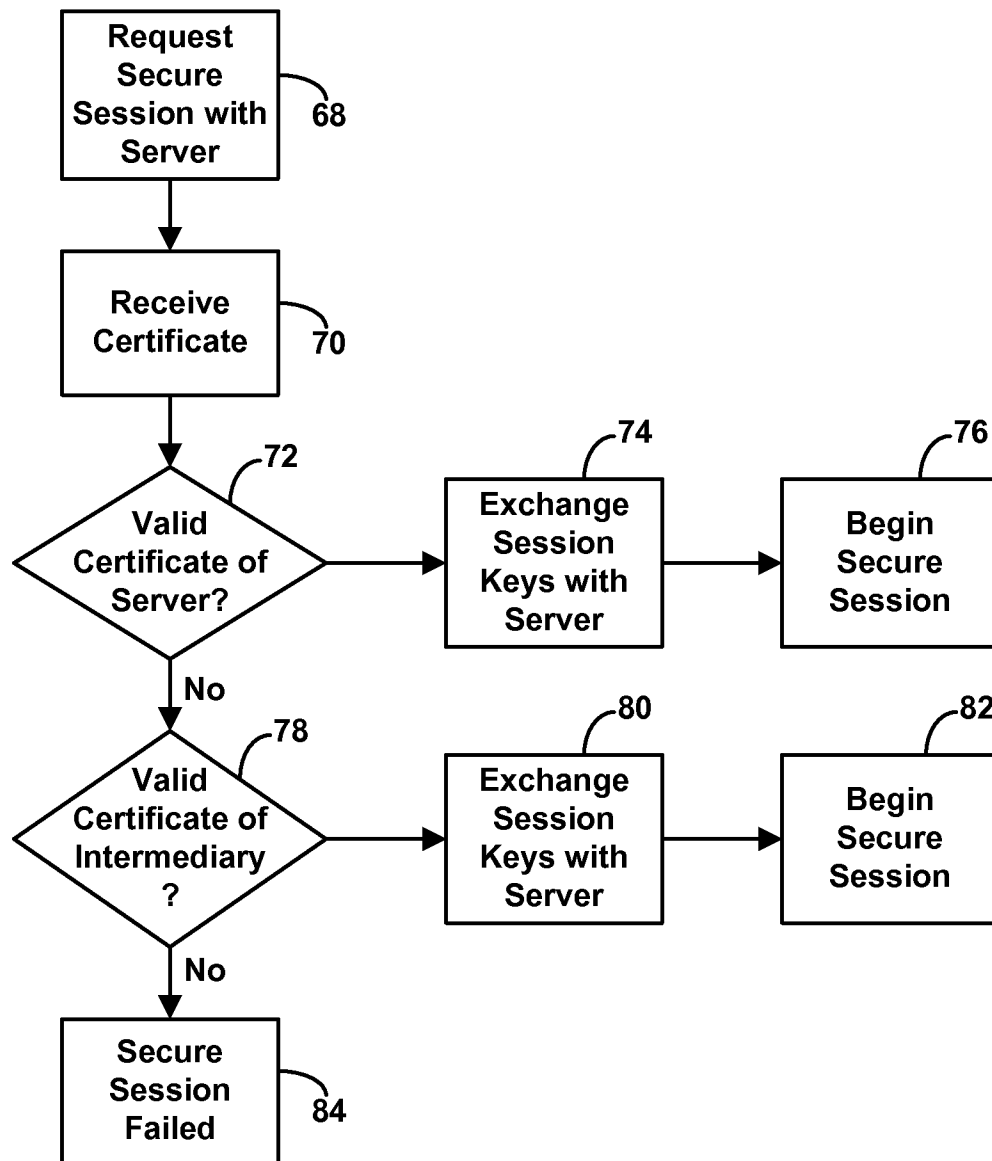 Request
Secure
Session with
Server
68
Receive
Certificate
70
72
Valid
Certificate of
Server?
74
Exchange
Session
Keys with
Server
76
Begin
Secure
Session
No
78
Valid
Certificate of
Intermediary
?
80
Exchange
Session
Keys with
Server
82
Begin
Secure
Session
No
Secure
Session
Failed
84